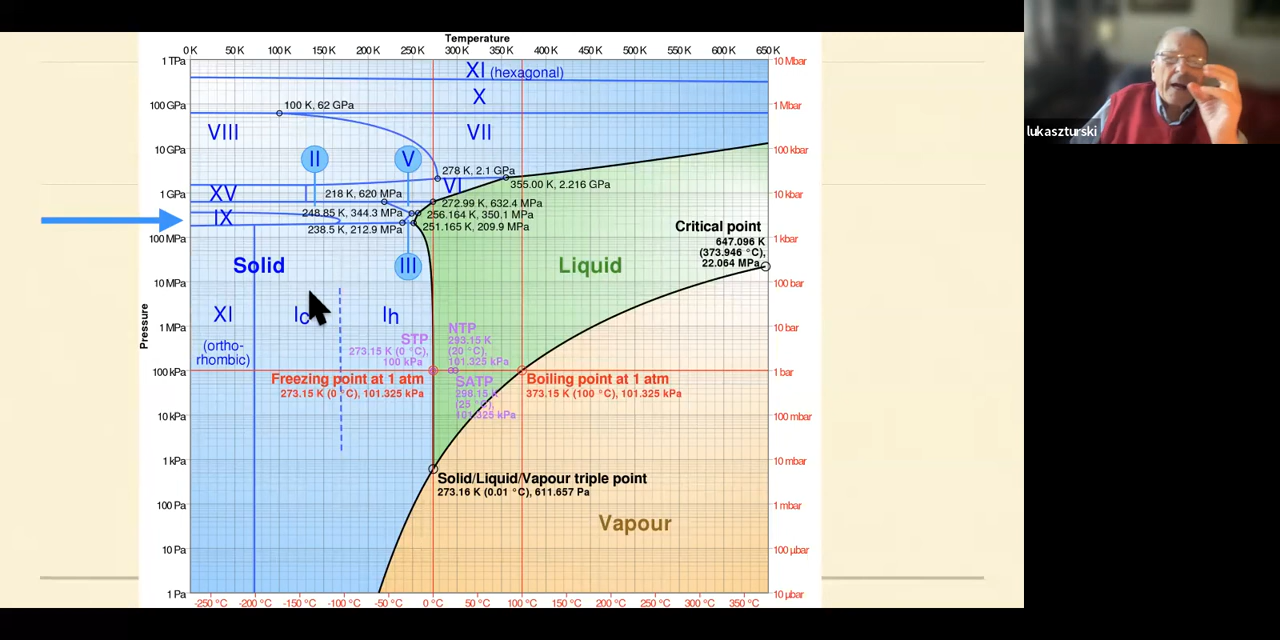 Temperature
0 K 50 K 100 K 150 K 200 K 250 K 300 K 350 K 400 K 450 K 500 K 550 K 600 K 650 K
1 TPa
10 Mbar
XI (hexagonal)
X
100 GPa
100 K, 62 GPa
1 Mbar
VIII
VII
10 GPa
100 kbar
II
V
278 K, 2.1 GPa
355.00 K, 2.216 GPa
VI
1 GPa
XV
218 K, 620 MPa
10 kbar
272.99 K, 632.4 MPa
IX
248.85 K, 344.3 MPa
256.164 K, 350.1 MPa
238.5 K, 212.9 MPa
251.165 K, 209.9 MPa
100 MPa
1 kbar
Critical point
647.096 K
(373.946 °C),
22.064 MPa
Solid
III
Liquid
10 MPa
100 bar
Pressure
XI
Ic
Ih
(ortho-
rhombic)
1 MPa
10 bar
STP
273.15 K (0 °C),
100 kPa
NTP
293.15 K
(20 °C),
101.325 kPa
100 kPa
1 bar
Freezing point at 1 atm
273.15 K (0 °C), 101.325 kPa
SATP
298.15 K
(25 °C),
101.325 kPa
Boiling point at 1 atm
373.15 K (100 °C), 101.325 kPa
10 kPa
100 mbar
1 kPa
10 mbar
Solid/Liquid/Vapour triple point
273.16 K (0.01 °C), 611.657 Pa
100 Pa
1 mbar
Vapour
10 Pa
100 µbar
1 Pa
10 µbar
-250 °C -200 °C -150 °C -100 °C -50 °C 0 °C 50 °C 100 °C 150 °C 200 °C 250 °C 300 °C 350 °C
lukaszturski